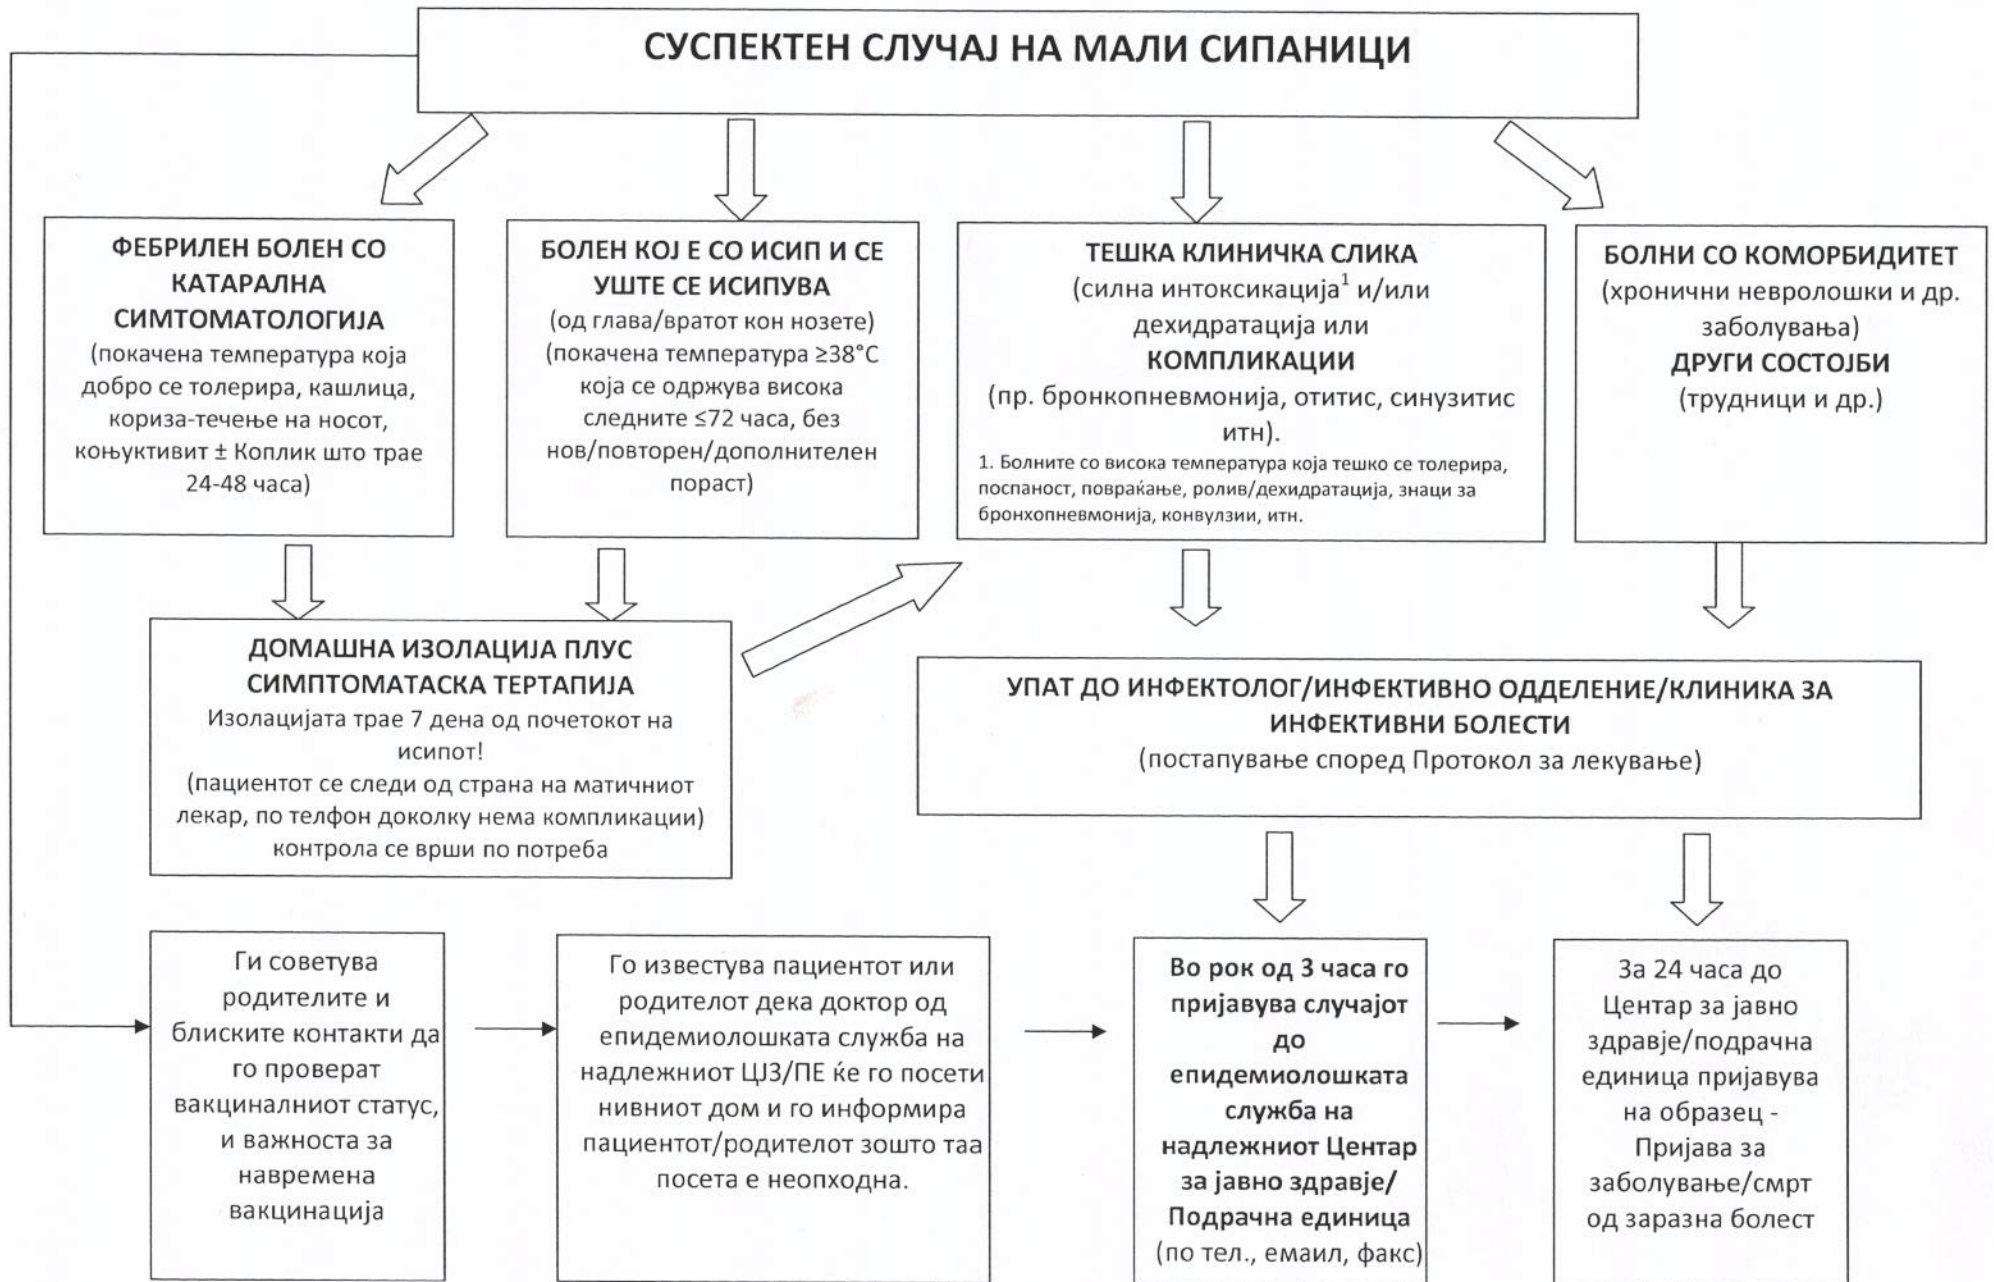 СУСПЕКТЕН СЛУЧАЈ НА МАЛИ СИПАНИЦИ
ФЕБРИЛЕН БОЛЕН СО
КАТАРАЛНА
СИМТОМАТОЛОГИЈА
(покачена температура која
добро се толерира, кашлица,
кориза-течење на носот,
коњуктивит ± Коплик што трае
24-48 часа)
БОЛЕН КОЈ Е СО ИСИП И СЕ
УШТЕ СЕ ИСИПУВА
(од глава/вратот кон нозете)
(покачена температура ≥38°C
која се одржува висока
следните ≤72 часа, без
нов/повторен/дополнителен
пораст)
ТЕШКА КЛИНИЧКА СЛИКА
(силна интоксикација¹ и/или
дехидратација или
КОМПЛИКАЦИИ
(пр. бронкопневмонија, отитис, синузитис
итн).
1. Болните со висока температура која тешко се толерира,
поспаност, повраќање, ролив/дехидратација, знаци за
бронхопневмонија, конвулзии, итн.
БОЛНИ СО КОМОРБИДИТЕТ
(хронични невролошки и др.
заболувања)
ДРУГИ СОСТОЈБИ
(трудници и др.)
ДОМАШНА ИЗОЛАЦИЈА ПЛУС
СИМПТОМАТАСКА ТЕРТАПИЈА
Изолацијата трае 7 дена од почетокот на
исипот!
(пациентот се следи од страна на матичниот
лекар, по телфон доколку нема компликации)
контрола се врши по потреба
УПАТ ДО ИНФЕКТОЛОГ/ИНФЕКТИВНО ОДДЕЛЕНИЕ/КЛИНИКА ЗА
ИНФЕКТИВНИ БОЛЕСТИ
(постапување според Протокол за лекување)
Ги советува
родителите и
блиските контакти да
го проверат
вакциналниот статус,
и важноста за
навремена
вакцинација
Го известува пациентот или
родителот дека доктор од
епидемиолошката служба на
надлежниот ЦЈЗ/ПЕ ќе го посети
нивниот дом и го информира
пациентот/родителот зошто таа
посета е неопходна.
Во рок од 3 часа го
пријавува случајот
до
епидемиолошката
служба на
надлежниот Центар
за јавно здравје/
Подрачна единица
(по тел., емаил, факс)
За 24 часа до
Центар за јавно
здравје/подрачна
единица пријавува
на образец -
Пријава за
заболување/смрт
од заразна болест